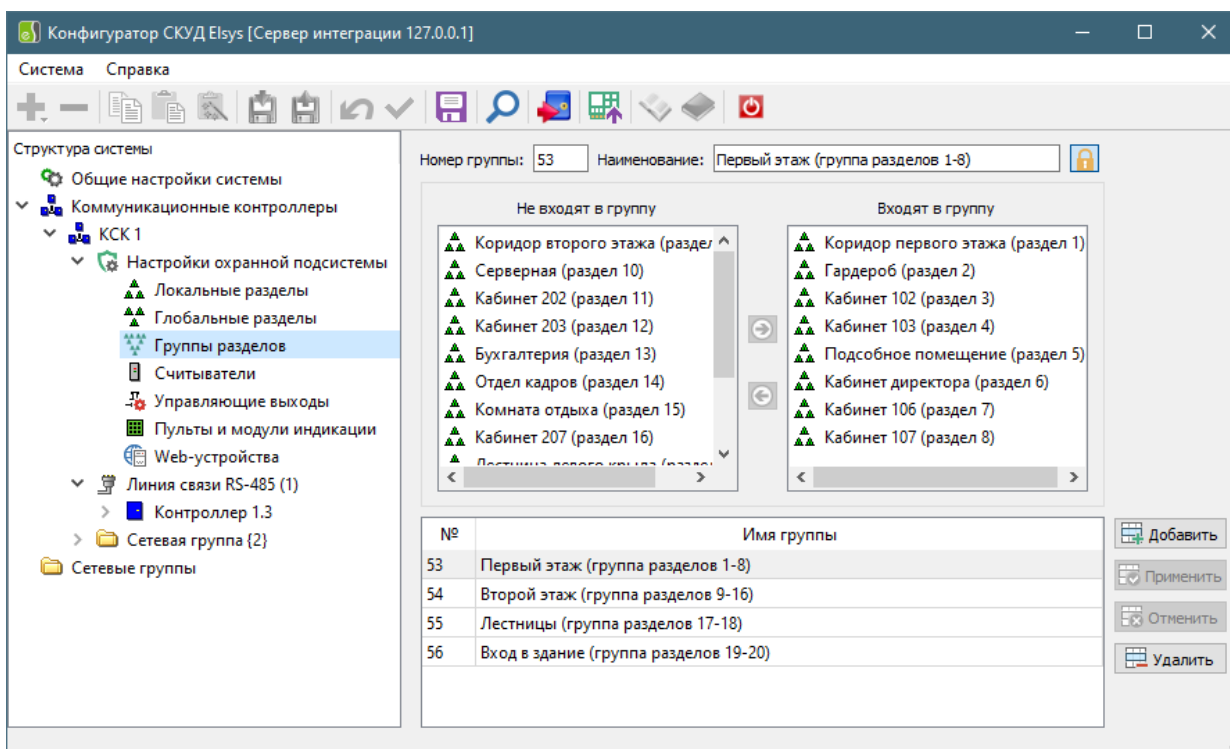 Конфигуратор СКУД Elsys [Сервер интеграции 127.0.0.1]
Система Справка
Структура системы
Общие настройки системы
Коммуникационные контроллеры
КСК 1
Настройки охранной подсистемы
Локальные разделы
Глобальные разделы
Группы разделов
Считыватели
Управляющие выходы
Пульты и модули индикации
Web-устройства
Линия связи RS-485 (1)
Контроллер 1.3
Сетевая группа {2}
Сетевые группы
Номер группы: 53 Наименование: Первый этаж (группа разделов 1-8)
Не входят в группу
Коридор второго этажа (раздел
Серверная (раздел 10)
Кабинет 202 (раздел 11)
Кабинет 203 (раздел 12)
Бухгалтерия (раздел 13)
Отдел кадров (раздел 14)
Комната отдыха (раздел 15)
Кабинет 207 (раздел 16)
Лестница левого крыла (разде
Входят в группу
Коридор первого этажа (раздел 1)
Гардероб (раздел 2)
Кабинет 102 (раздел 3)
Кабинет 103 (раздел 4)
Подсобное помещение (раздел 5)
Кабинет директора (раздел 6)
Кабинет 106 (раздел 7)
Кабинет 107 (раздел 8)
№ Имя группы
53 Первый этаж (группа разделов 1-8)
54 Второй этаж (группа разделов 9-16)
55 Лестницы (группа разделов 17-18)
56 Вход в здание (группа разделов 19-20)
Добавить
Применить
Отменить
Удалить